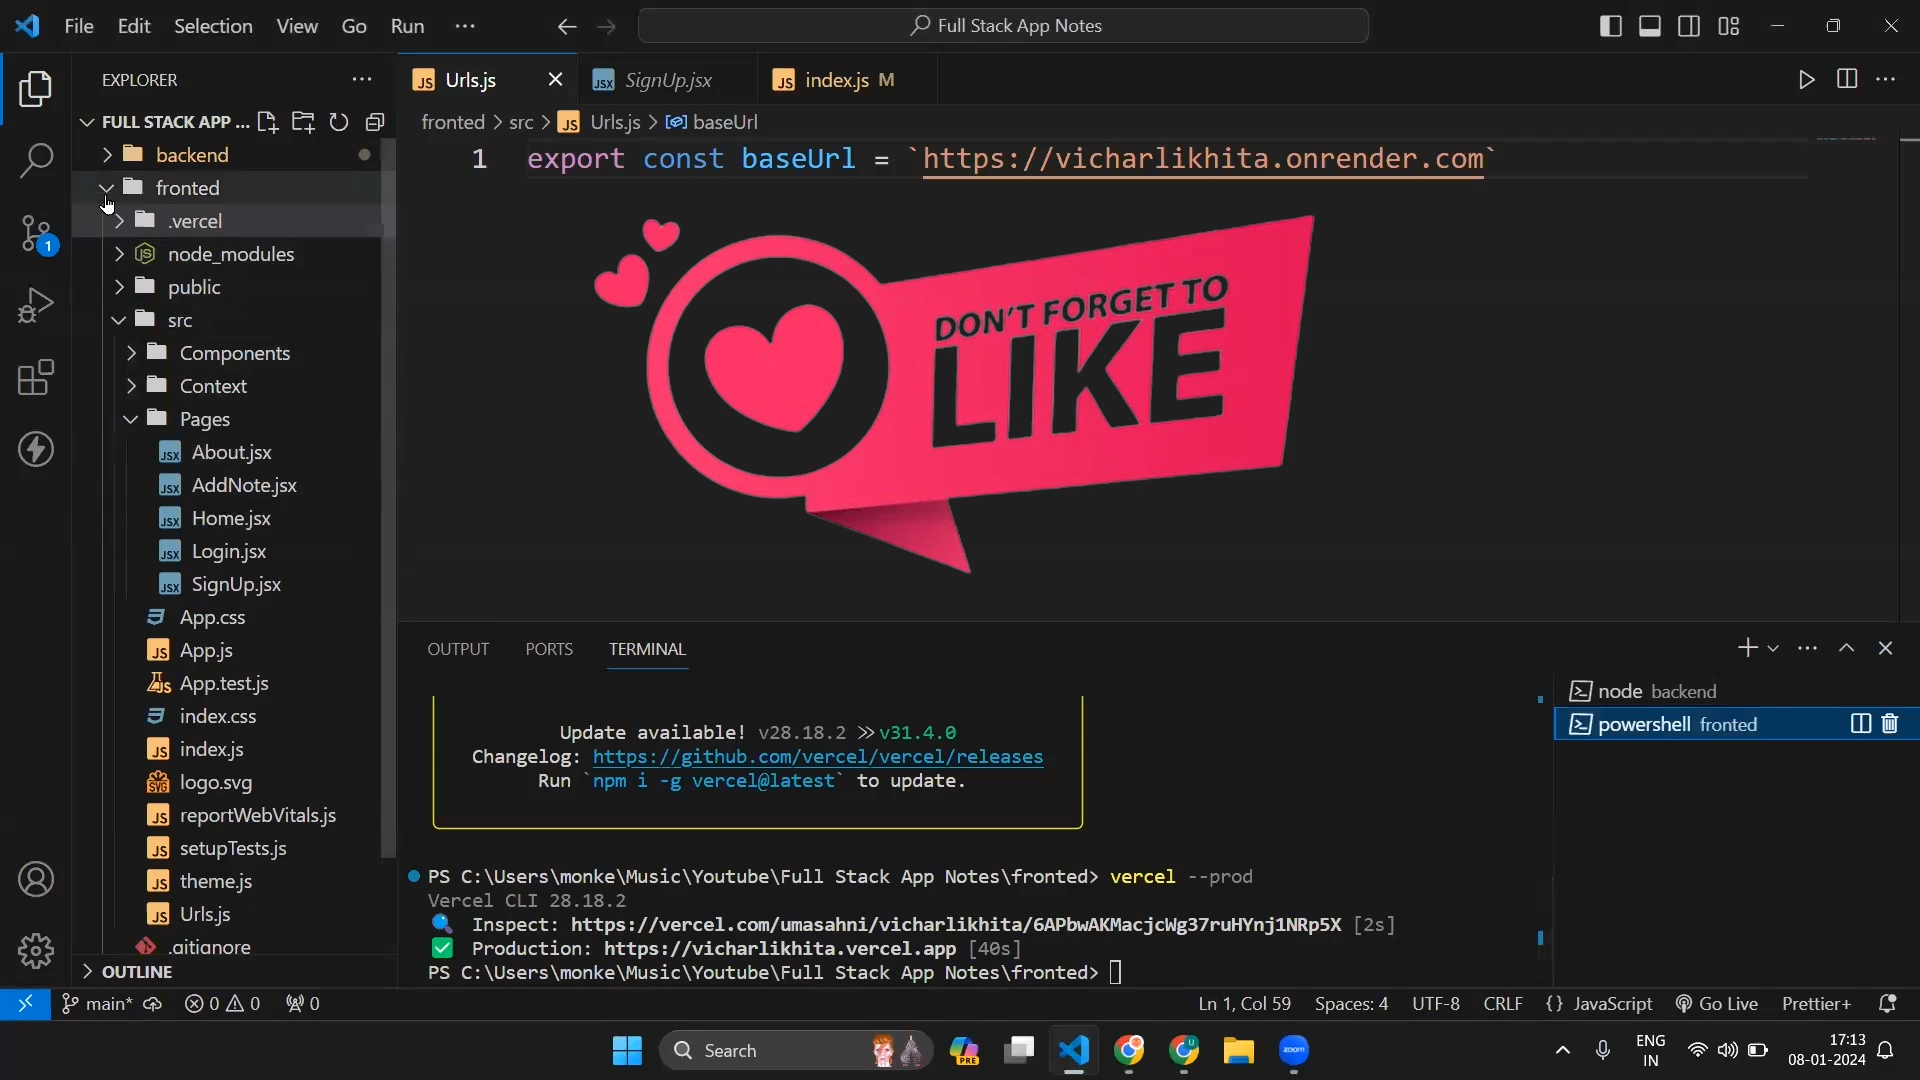 File Edit Selection View Go Run ···
Full Stack App Notes
EXPLORER
FULL STACK APP ...
backend
fronted
.vercel
node_modules
public
src
Components
Context
Pages
About.jsx
AddNote.jsx
Home.jsx
Login.jsx
SignUp.jsx
App.css
App.js
App.test.js
index.css
index.js
logo.svg
reportWebVitals.js
setupTests.js
theme.js
Urls.js
.gitignore
OUTLINE
Urls.js SignUp.jsx index.js M
fronted > src > Urls.js > baseUrl
1 export const baseUrl = `https://vicharlikhita.onrender.com`
DON'T FORGET TO
LIKE
OUTPUT PORTS TERMINAL
Update available! v28.18.2 ≫ v31.4.0
Changelog: https://github.com/vercel/vercel/releases
Run `npm i -g vercel@latest` to update.
PS C:\Users\monke\Music\Youtube\Full Stack App Notes\fronted> vercel --prod
Vercel CLI 28.18.2
Inspect: https://vercel.com/umasahni/vicharlikhita/6APbwAKMacjcWg37ruHYnj1NRp5X [2s]
Production: https://vicharlikhita.vercel.app [40s]
PS C:\Users\monke\Music\Youtube\Full Stack App Notes\fronted>
node backend
powershell fronted
1
main* 0 0 0
Ln 1, Col 59 Spaces: 4 UTF-8 CRLF {} JavaScript Go Live Prettier+
Search
PRE
zoom
ENG
IN
17:13
08-01-2024